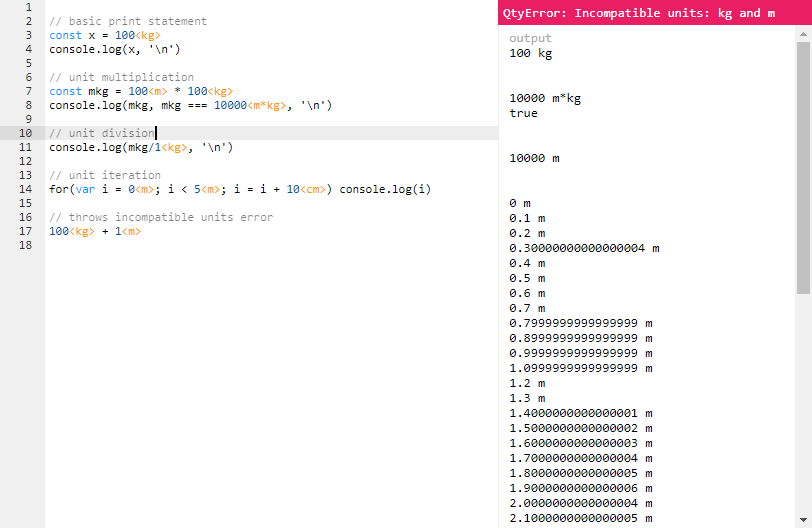 1
2 // basic print statement
3 const x = 100<kg>
4 console.log(x, '\n')
5
6 // unit multiplication
7 const mkg = 100<m> * 100<kg>
8 console.log(mkg, mkg === 10000<m*kg>, '\n')
9
10 // unit division
11 console.log(mkg/1<kg>, '\n')
12
13 // unit iteration
14 for(var i = 0<m>; i < 5<m>; i = i + 10<cm>) console.log(i)
15
16 // throws incompatible units error
17 100<kg> + 1<m>
18
QtyError: Incompatible units: kg and m
output
100 kg
10000 m*kg
true
10000 m
0 m
0.1 m
0.2 m
0.30000000000000004 m
0.4 m
0.5 m
0.6 m
0.7 m
0.7999999999999999 m
0.8999999999999999 m
0.9999999999999999 m
1.0999999999999999 m
1.2 m
1.3 m
1.4000000000000001 m
1.5000000000000002 m
1.6000000000000003 m
1.7000000000000004 m
1.8000000000000005 m
1.9000000000000006 m
2.0000000000000004 m
2.1000000000000005 m